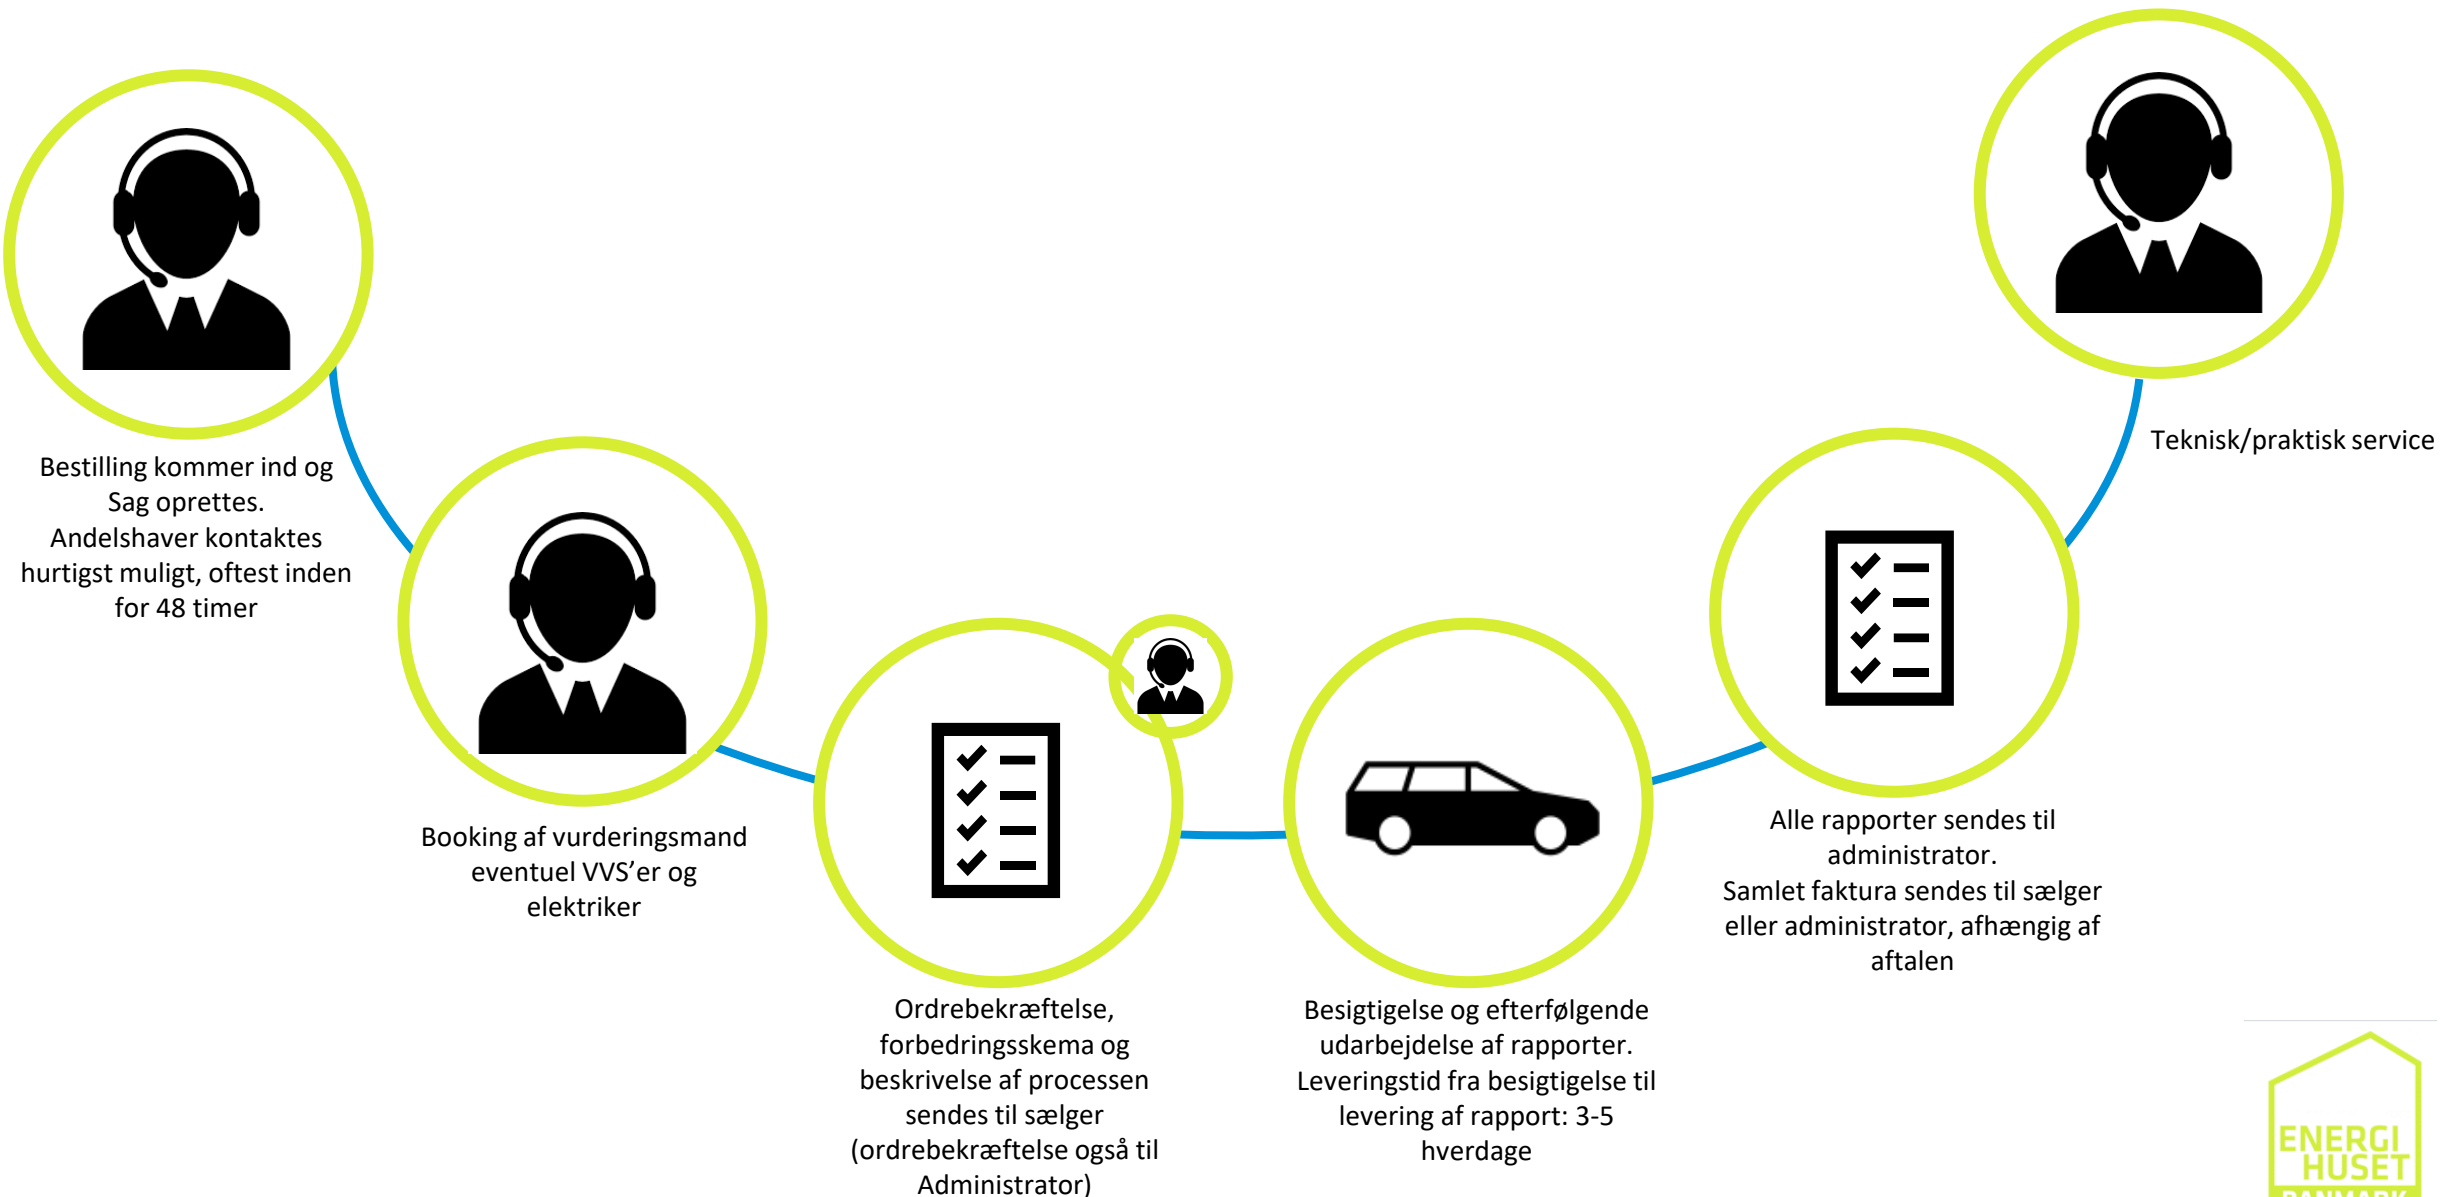 Bestilling kommer ind og
Sag oprettes.
Andelshaver kontaktes
hurtigst muligt, oftest inden
for 48 timer
Booking af vurderingsmand
eventuel VVS’er og
elektriker
Ordrebekræftelse,
forbedringsskema og
beskrivelse af processen
sendes til sælger
(ordrebekræftelse også til
Administrator)
Besigtigelse og efterfølgende
udarbejdelse af rapporter.
Leveringstid fra besigtigelse til
levering af rapport: 3-5
hverdage
Alle rapporter sendes til
administrator.
Samlet faktura sendes til sælger
eller administrator, afhængig af
aftalen
Teknisk/praktisk service
ENERGI
HUSET
DANMARK